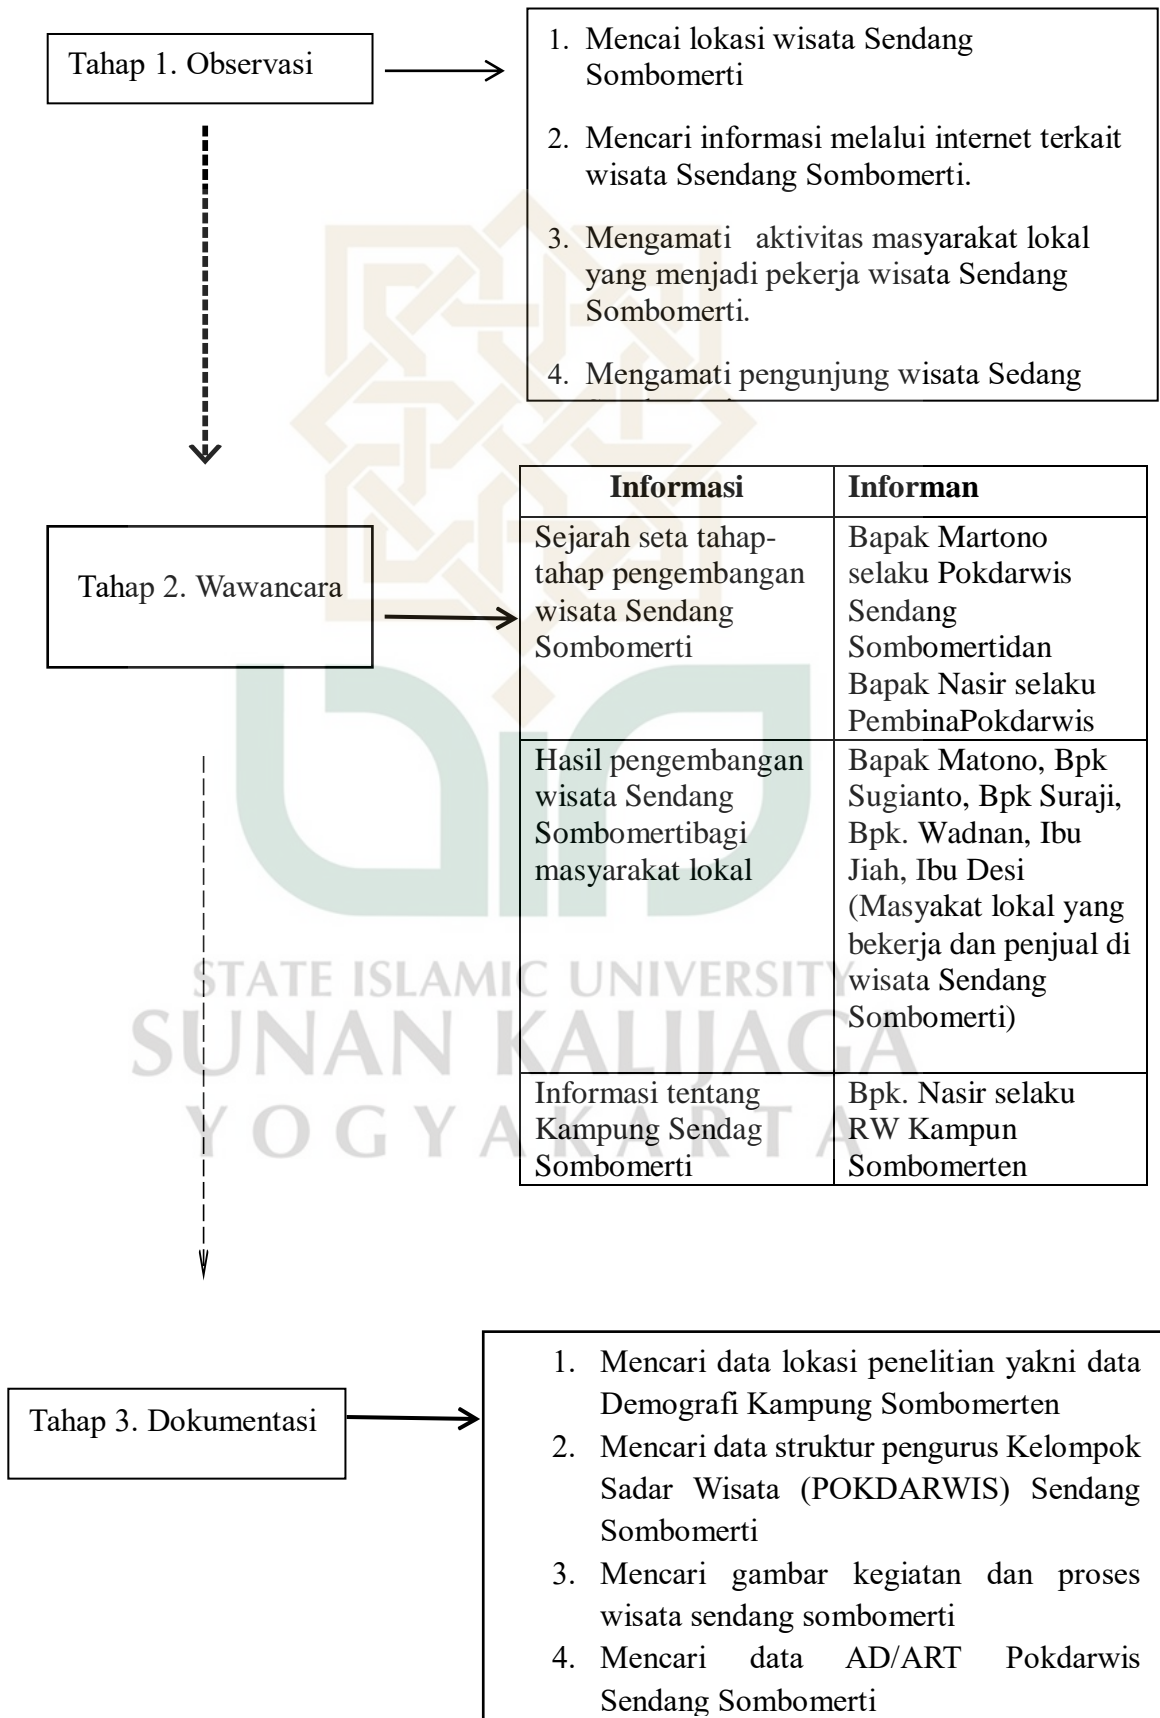 Tahap 1. Observasi
1. Mencai lokasi wisata Sendang
Sombomerti
2. Mencari informasi melalui internet terkait
wisata Ssendang Sombomerti.
3. Mengamati aktivitas masyarakat lokal
yang menjadi pekerja wisata Sendang
Sombomerti.
4. Mengamati pengunjung wisata Sedang
Tahap 2. Wawancara
Informasi
Informan
Sejarah seta tahap-
tahap pengembangan
wisata Sendang
Sombomerti
Bapak Martono
selaku Pokdarwis
Sendang
Sombomertidan
Bapak Nasir selaku
PembinaPokdarwis
Hasil pengembangan
wisata Sendang
Sombomertibagi
masyarakat lokal
Bapak Matono, Bpk
Sugianto, Bpk Suraji,
Bpk. Wadnan, Ibu
Jiah, Ibu Desi
(Masyakat lokal yang
bekerja dan penjual di
wisata Sendang
Sombomerti)
Informasi tentang
Kampung Sendag
Sombomerti
Bpk. Nasir selaku
RW Kampun
Sombomerten
STATE ISLAMIC UNIVERSITY
SUNAN KALIJAGA
YOGYAKARTA
Tahap 3. Dokumentasi
1. Mencari data lokasi penelitian yakni data
Demografi Kampung Sombomerten
2. Mencari data struktur pengurus Kelompok
Sadar Wisata (POKDARWIS) Sendang
Sombomerti
3. Mencari gambar kegiatan dan proses
wisata sendang sombomerti
4. Mencari data AD/ART Pokdarwis
Sendang Sombomerti